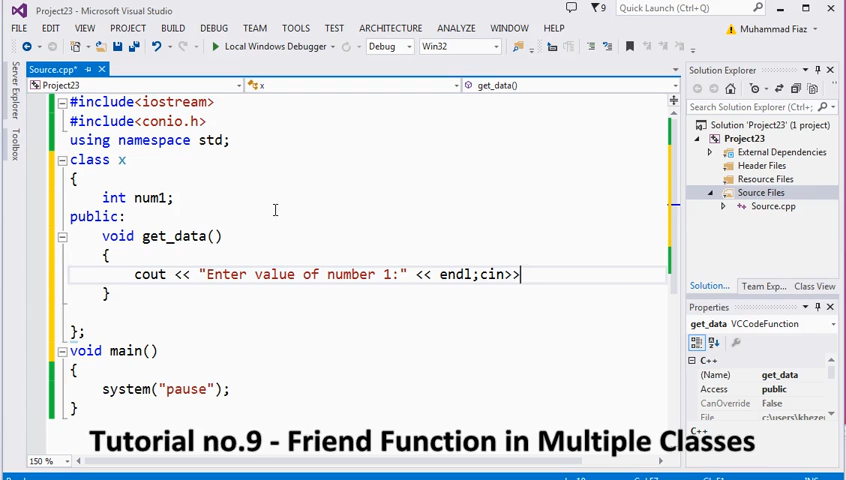 Project23 - Microsoft Visual Studio
9
Quick Launch (Ctrl+Q)
FILE EDIT VIEW PROJECT BUILD DEBUG TEAM TOOLS TEST ARCHITECTURE ANALYZE WINDOW HELP
Muhammad Fiaz
Local Windows Debugger Debug Win32
Server Explorer
Toolbox
Source.cpp*
Project23 x get_data()
#include<iostream>
#include<conio.h>
using namespace std;
class x
{
int num1;
public:
void get_data()
{
cout << "Enter value of number 1:" << endl;cin>>
}
};
void main()
{
system("pause");
}
150 %
Solution Explorer
Search Solution Explorer (Ctrl+;)
Solution 'Project23' (1 project)
Project23
External Dependencies
Header Files
Resource Files
Source Files
Source.cpp
Solution... Team Exp... Class View
Properties
get_data VCCodeFunction
C++
(Name) get_data
Access public
CanOverride False
File
C++
Tutorial no.9 - Friend Function in Multiple Classes